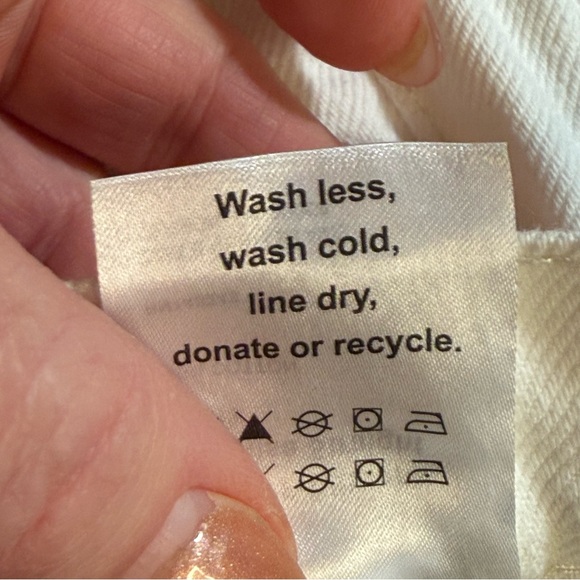 Wash less,
wash cold,
line dry,
donate or recycle.